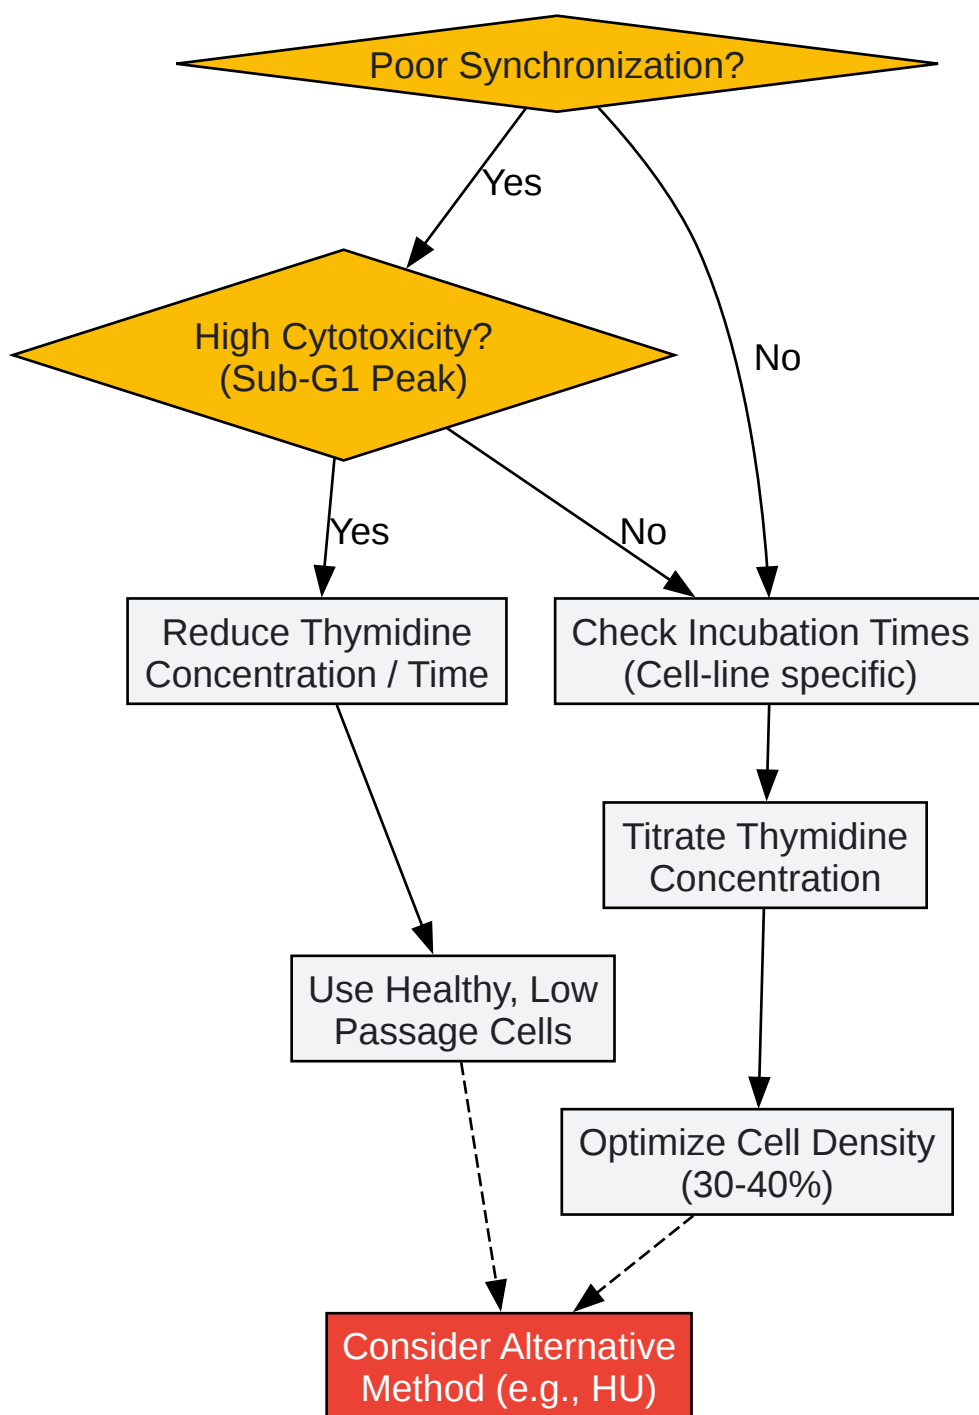 Poor Synchronization?
Yes
High Cytotoxicity?
(Sub-G1 Peak)
No
Yes
No
Reduce Thymidine
Concentration / Time
Check Incubation Times
(Cell-line specific)
Titrate Thymidine
Concentration
Use Healthy, Low
Passage Cells
Optimize Cell Density
(30-40%)
Consider Alternative
Method (e.g., HU)